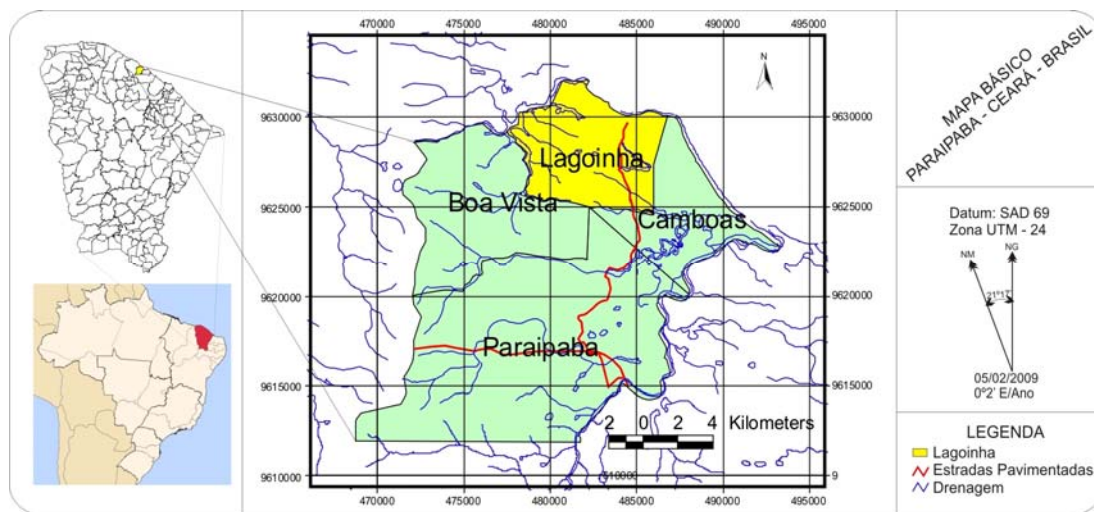 470000 475000 480000 485000 490000 495000
N
9630000 9630000
Lagoinha
Boa Vista
9625000 9625000
Camboas
9620000 9620000
Paraipaba
9615000 9615000
2 0 2 4 Kilometers
9610000 9
470000 475000 480000 485000 490000 495000
MAPA BÁSICO
PARAIPABA - CEARÁ - BRASIL
Datum: SAD 69
Zona UTM - 24
NM NG
21°17'
05/02/2009
0°2' E/Ano
LEGENDA
Lagoinha
Estradas Pavimentadas
Drenagem